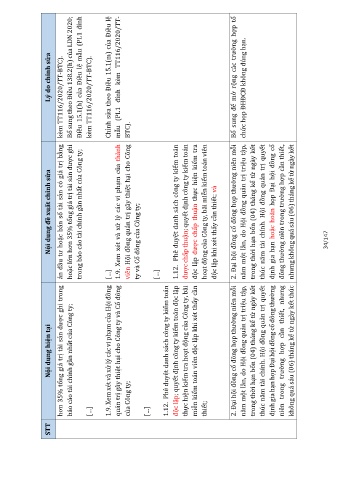 STT
Nội dung hiện tại
Nội dung đề xuất chỉnh sửa
Lý do chỉnh sửa
hơn 35% tổng giá trị tài sản được ghi trong
báo cáo tài chính gần nhất của Công ty;
[…]
1.9. Xem xét và xử lý các vi phạm của Hội đồng
quản trị gây thiệt hại cho Công ty và Cổ đông
của Công ty;
[…]
1.12. Phê duyệt danh sách công ty kiểm toán
độc lập; quyết định công ty kiểm toán độc lập
thực hiện kiểm tra hoạt động của Công ty, bãi
miễn kiểm toán viên độc lập khi xét thấy cần
thiết;
án đầu tư hoặc bán số tài sản có giá trị bằng
hoặc lớn hơn 35% tổng giá trị tài sản được ghi
trong báo cáo tài chính gần nhất của Công ty;
[…]
1.9. Xem xét và xử lý các vi phạm của thành
viên Hội đồng quản trị gây thiệt hại cho Công
ty và Cổ đông của Công ty;
[…]
1.12. Phê duyệt danh sách công ty kiểm toán
được chấp thuận; quyết định công ty kiểm toán
độc lập được chấp thuận thực hiện kiểm tra
hoạt động của Công ty, bãi miễn kiểm toán viên
độc lập khi xét thấy cần thiết; và
kèm TT116/2020/TT-BTC).
Bổ sung theo Điều 138.2(h) của LDN 2020;
Điều 15.1(h) của Điều lệ mẫu (PL1 đính
kèm TT116/2020/TT-BTC).
Chỉnh sửa theo Điều 15.1(m) của Điều lệ
mẫu (PL1 đính kèm TT116/2020/TT-
BTC).
2. Đại hội đồng cổ đông thường niên mỗi
năm một lần, do Hội đồng quản trị triệu tập,
trong thời hạn bốn (04) tháng kể từ ngày kết
thúc năm tài chính. Hội đồng quản trị quyết
định gia hạn họp Đại hội đồng cổ đông thường
niên trong trường hợp cần thiết, nhưng
không quá sáu (06) tháng kể từ ngày kết thúc
2. Đại hội đồng cổ đông họp thường niên mỗi
năm một lần, do Hội đồng quản trị triệu tập,
trong thời hạn bốn (04) tháng kể từ ngày kết
thúc năm tài chính. Hội đồng quản trị quyết
định gia hạn hoặc hoãn họp Đại hội đồng cổ
đông thường niên trong trường hợp cần thiết,
nhưng không quá sáu (06) tháng kể từ ngày kết
Bổ sung để mở rộng các trường hợp tổ
chức họp ĐHĐCĐ không đúng hạn.